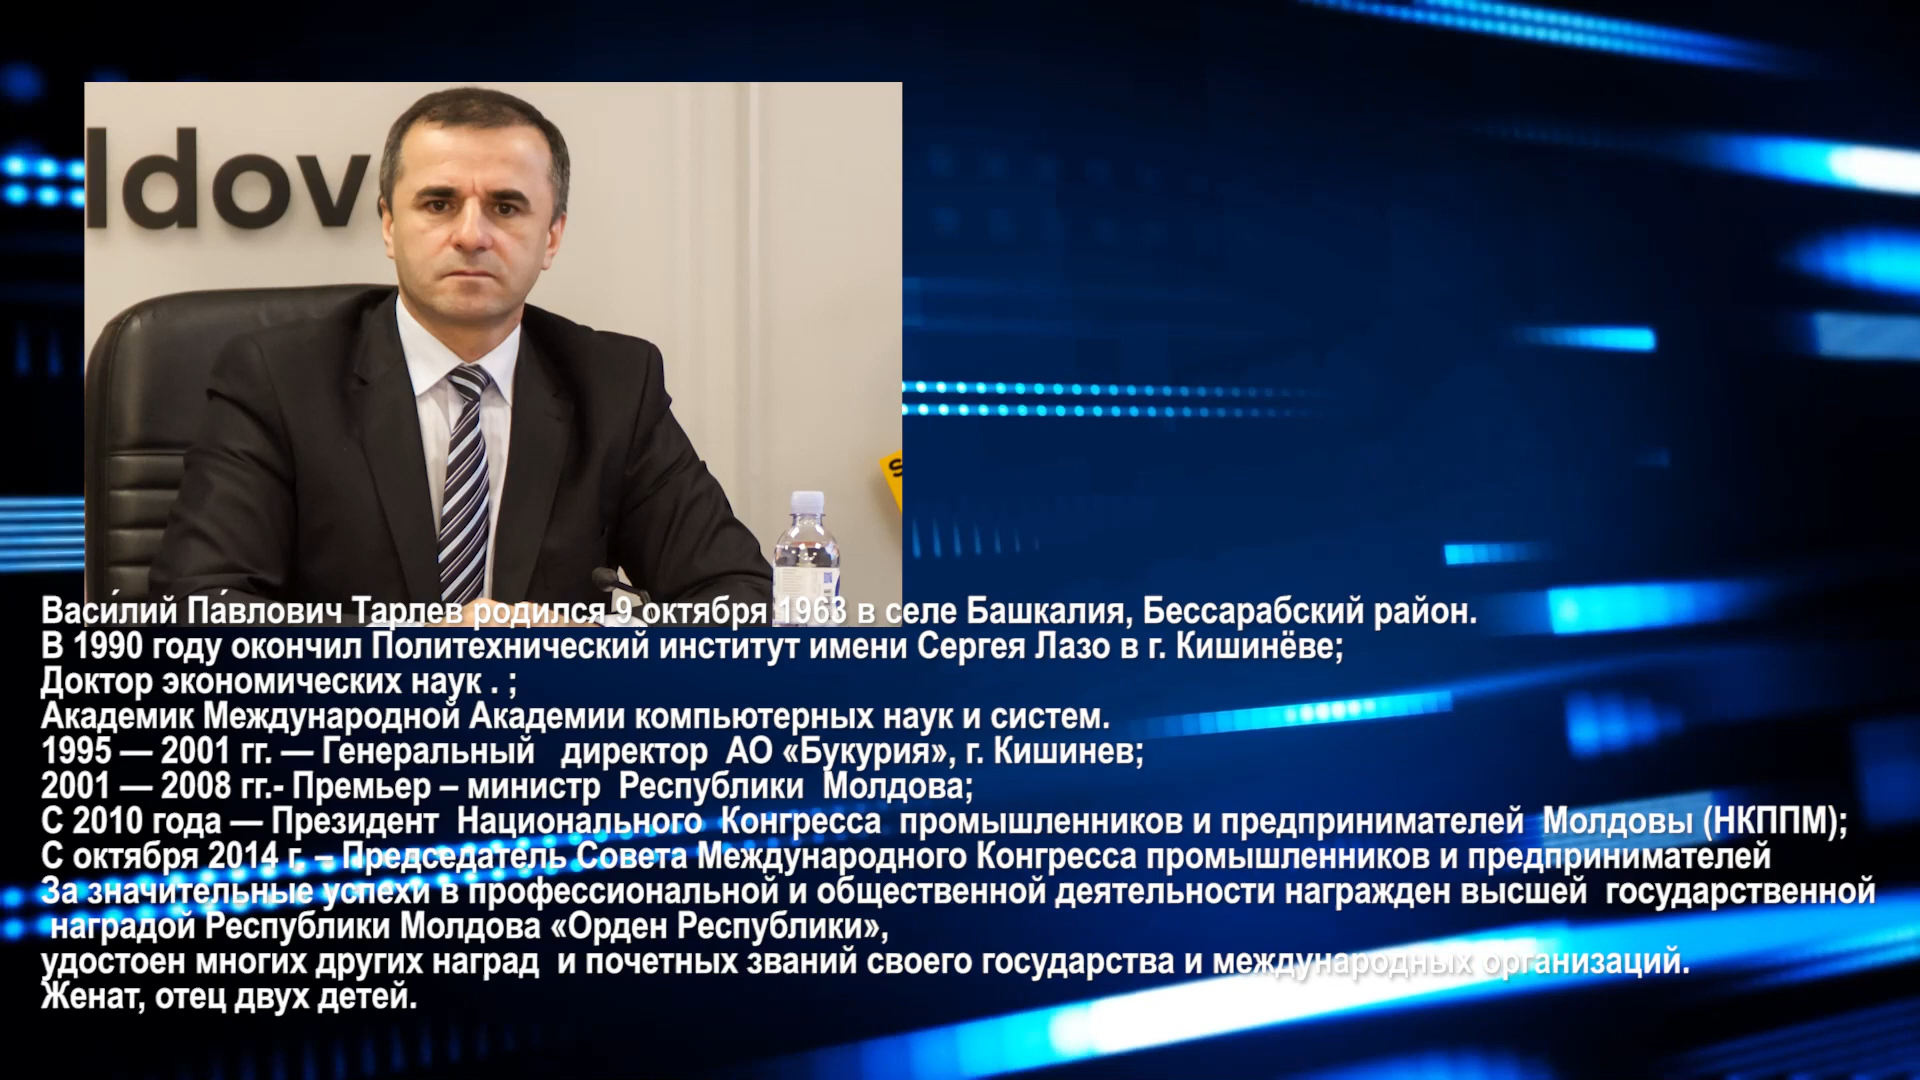 ldov
s
Васи́лий Па́влович Тарлев родился 9 октября 1963 в селе Башкалия, Бессарабский район.
В 1990 году окончил Политехнический институт имени Сергея Лазо в г. Кишинёве;
Доктор экономических наук . ;
Академик Международной Академии компьютерных наук и систем.
1995 — 2001 гг. — Генеральный директор АО «Букурия», г. Кишинев;
2001 — 2008 гг.- Премьер – министр Республики Молдова;
С 2010 года — Президент Национального Конгресса промышленников и предпринимателей Молдовы (НКППМ);
С октября 2014 г. – Председатель Совета Международного Конгресса промышленников и предпринимателей
За значительные успехи в профессиональной и общественной деятельности награжден высшей государственной
наградой Республики Молдова «Орден Республики»,
удостоен многих других наград и почетных званий своего государства и международных организаций.
Женат, отец двух детей.